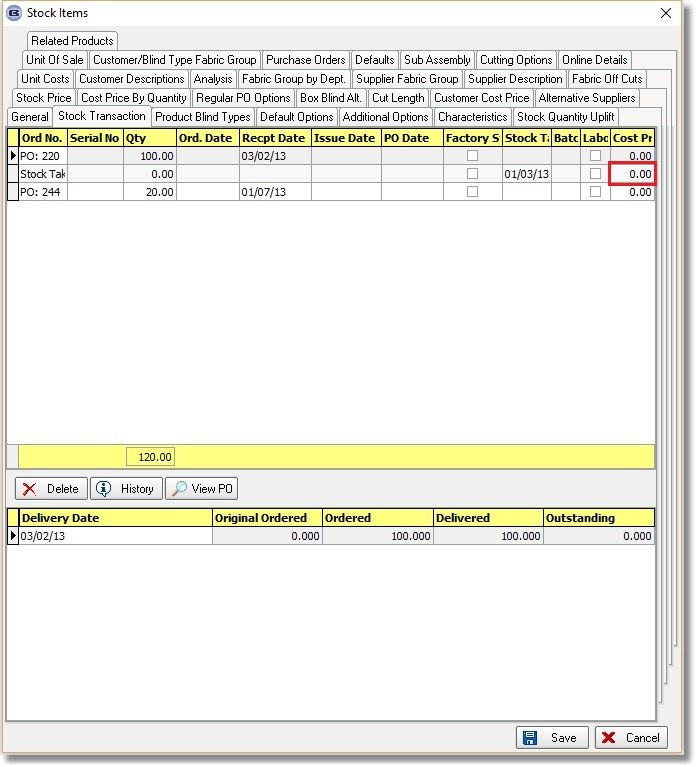 Stock Items
Related Products
Unit Of Sale Customer/Blind Type Fabric Group Purchase Orders Defaults Sub Assembly Cutting Options Online Details
Unit Costs Customer Descriptions Analysis Fabric Group by Dept. Supplier Fabric Group Supplier Description Fabric Off Cuts
Stock Price Cost Price By Quantity Regular PO Options Box Blind Alt. Cut Length Customer Cost Price Alternative Suppliers
General Stock Transaction Product Blind Types Default Options Additional Options Characteristics Stock Quantity Uplift
Ord No. Serial No Qty Ord. Date Recpt Date Issue Date PO Date Factory S Stock Ta Batc Labo Cost Pr
PO: 220 100.00 03/02/13 0.00
Stock Tak 0.00 01/03/13 0.00
PO: 244 20.00 01/07/13 0.00
120.00
Delete History View PO
Delivery Date Original Ordered Ordered Delivered Outstanding
03/02/13 0.000 100.000 100.000 0.000
Save Cancel